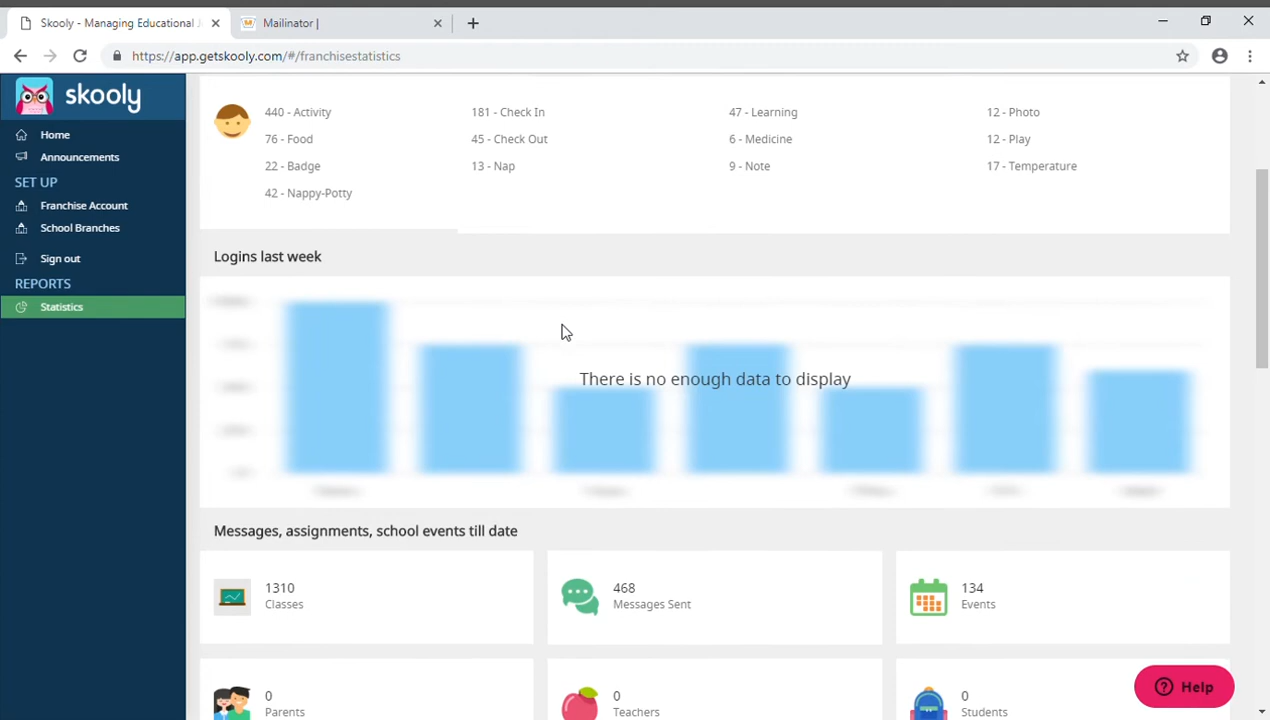 Skooly - Managing Educational
Mailinator |
https://app.getskooly.com/#/franchisestatistics
skooly
Home
Announcements
SET UP
Franchise Account
School Branches
Sign out
REPORTS
Statistics
440 - Activity
181 - Check In
47 - Learning
12 - Photo
76 - Food
45 - Check Out
6 - Medicine
12 - Play
22 - Badge
13 - Nap
9 - Note
17 - Temperature
42 - Nappy-Potty
Logins last week
There is no enough data to display
Messages, assignments, school events till date
1310
Classes
468
Messages Sent
134
Events
0
Parents
0
Teachers
0
Students
Help